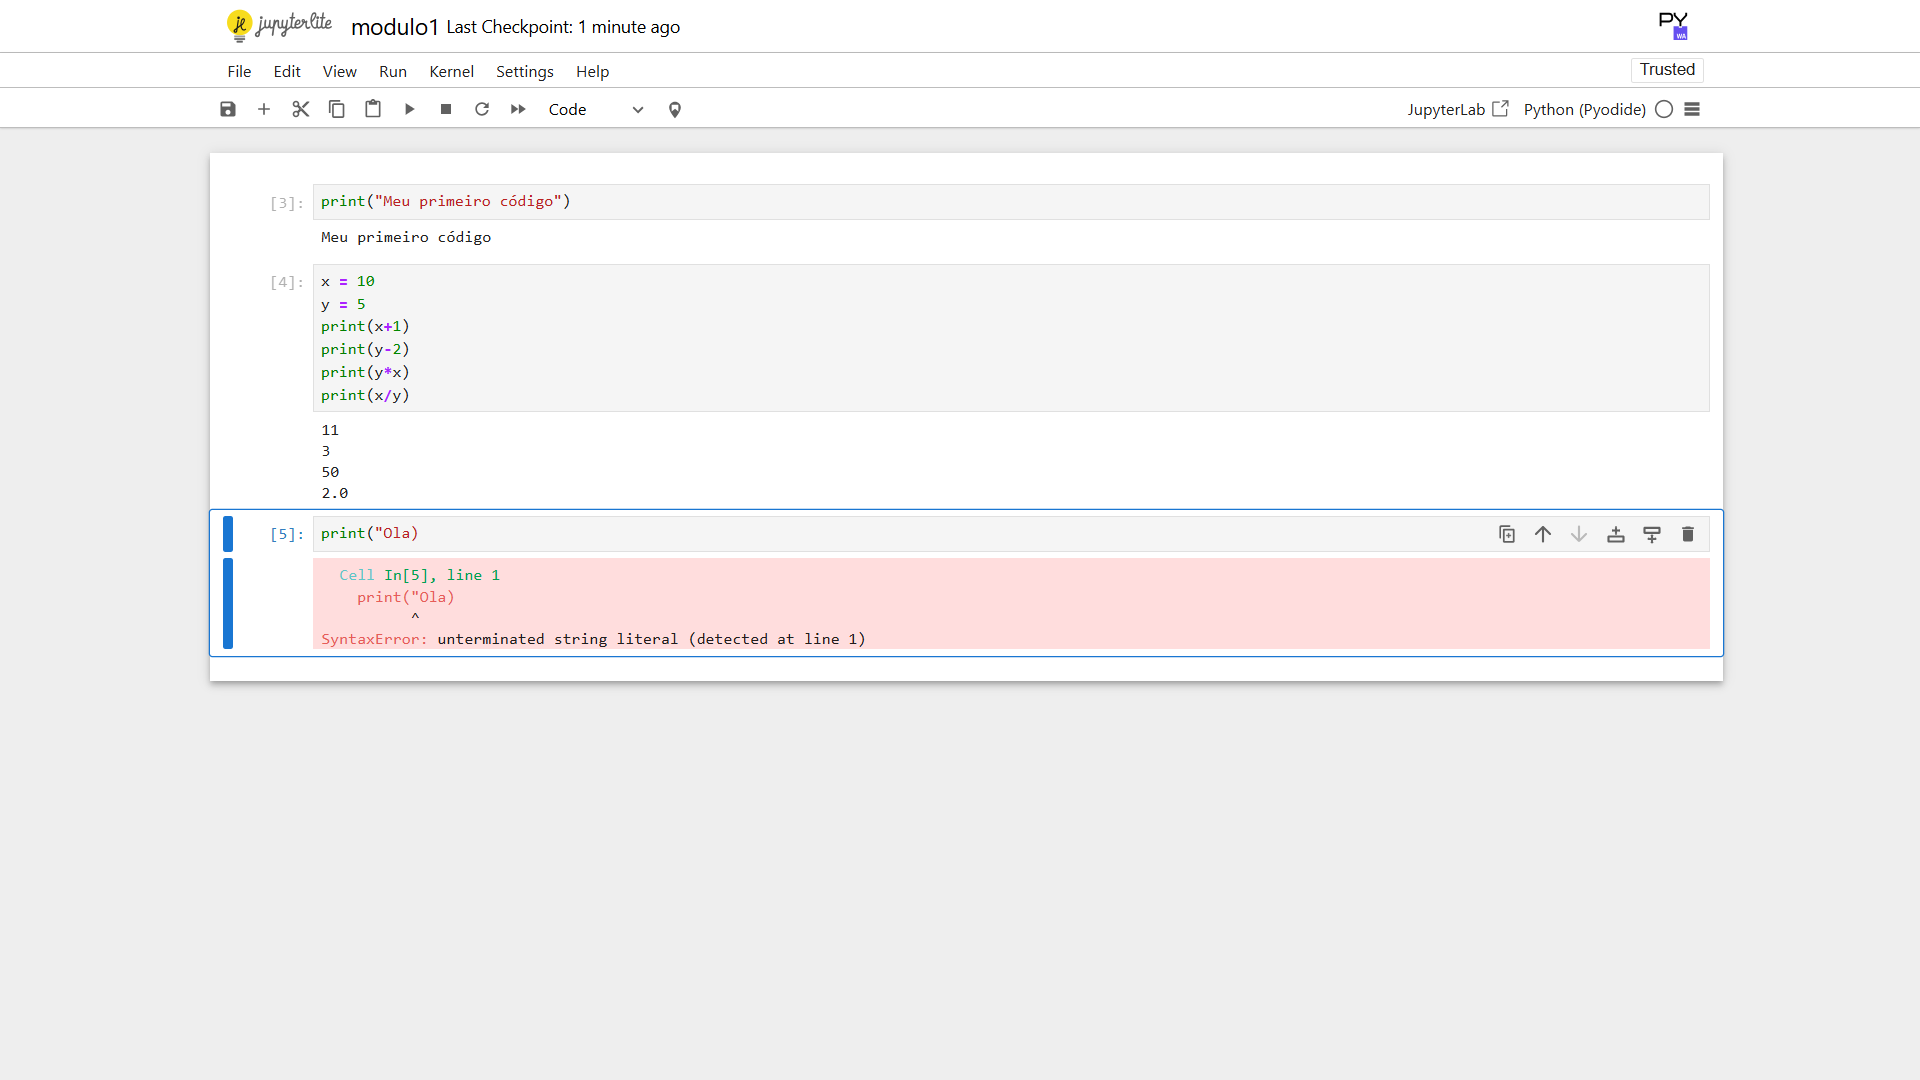 jupyterlite modulo1 Last Checkpoint: 1 minute ago PY WA
File Edit View Run Kernel Settings Help Trusted
Code JupyterLab Python (Pyodide)
[3]: print("Meu primeiro código")
Meu primeiro código
[4]: x = 10
y = 5
print(x+1)
print(y-2)
print(y*x)
print(x/y)
11
3
50
2.0
[5]: print("Ola)
Cell In[5], line 1
print("Ola)
^
SyntaxError: unterminated string literal (detected at line 1)